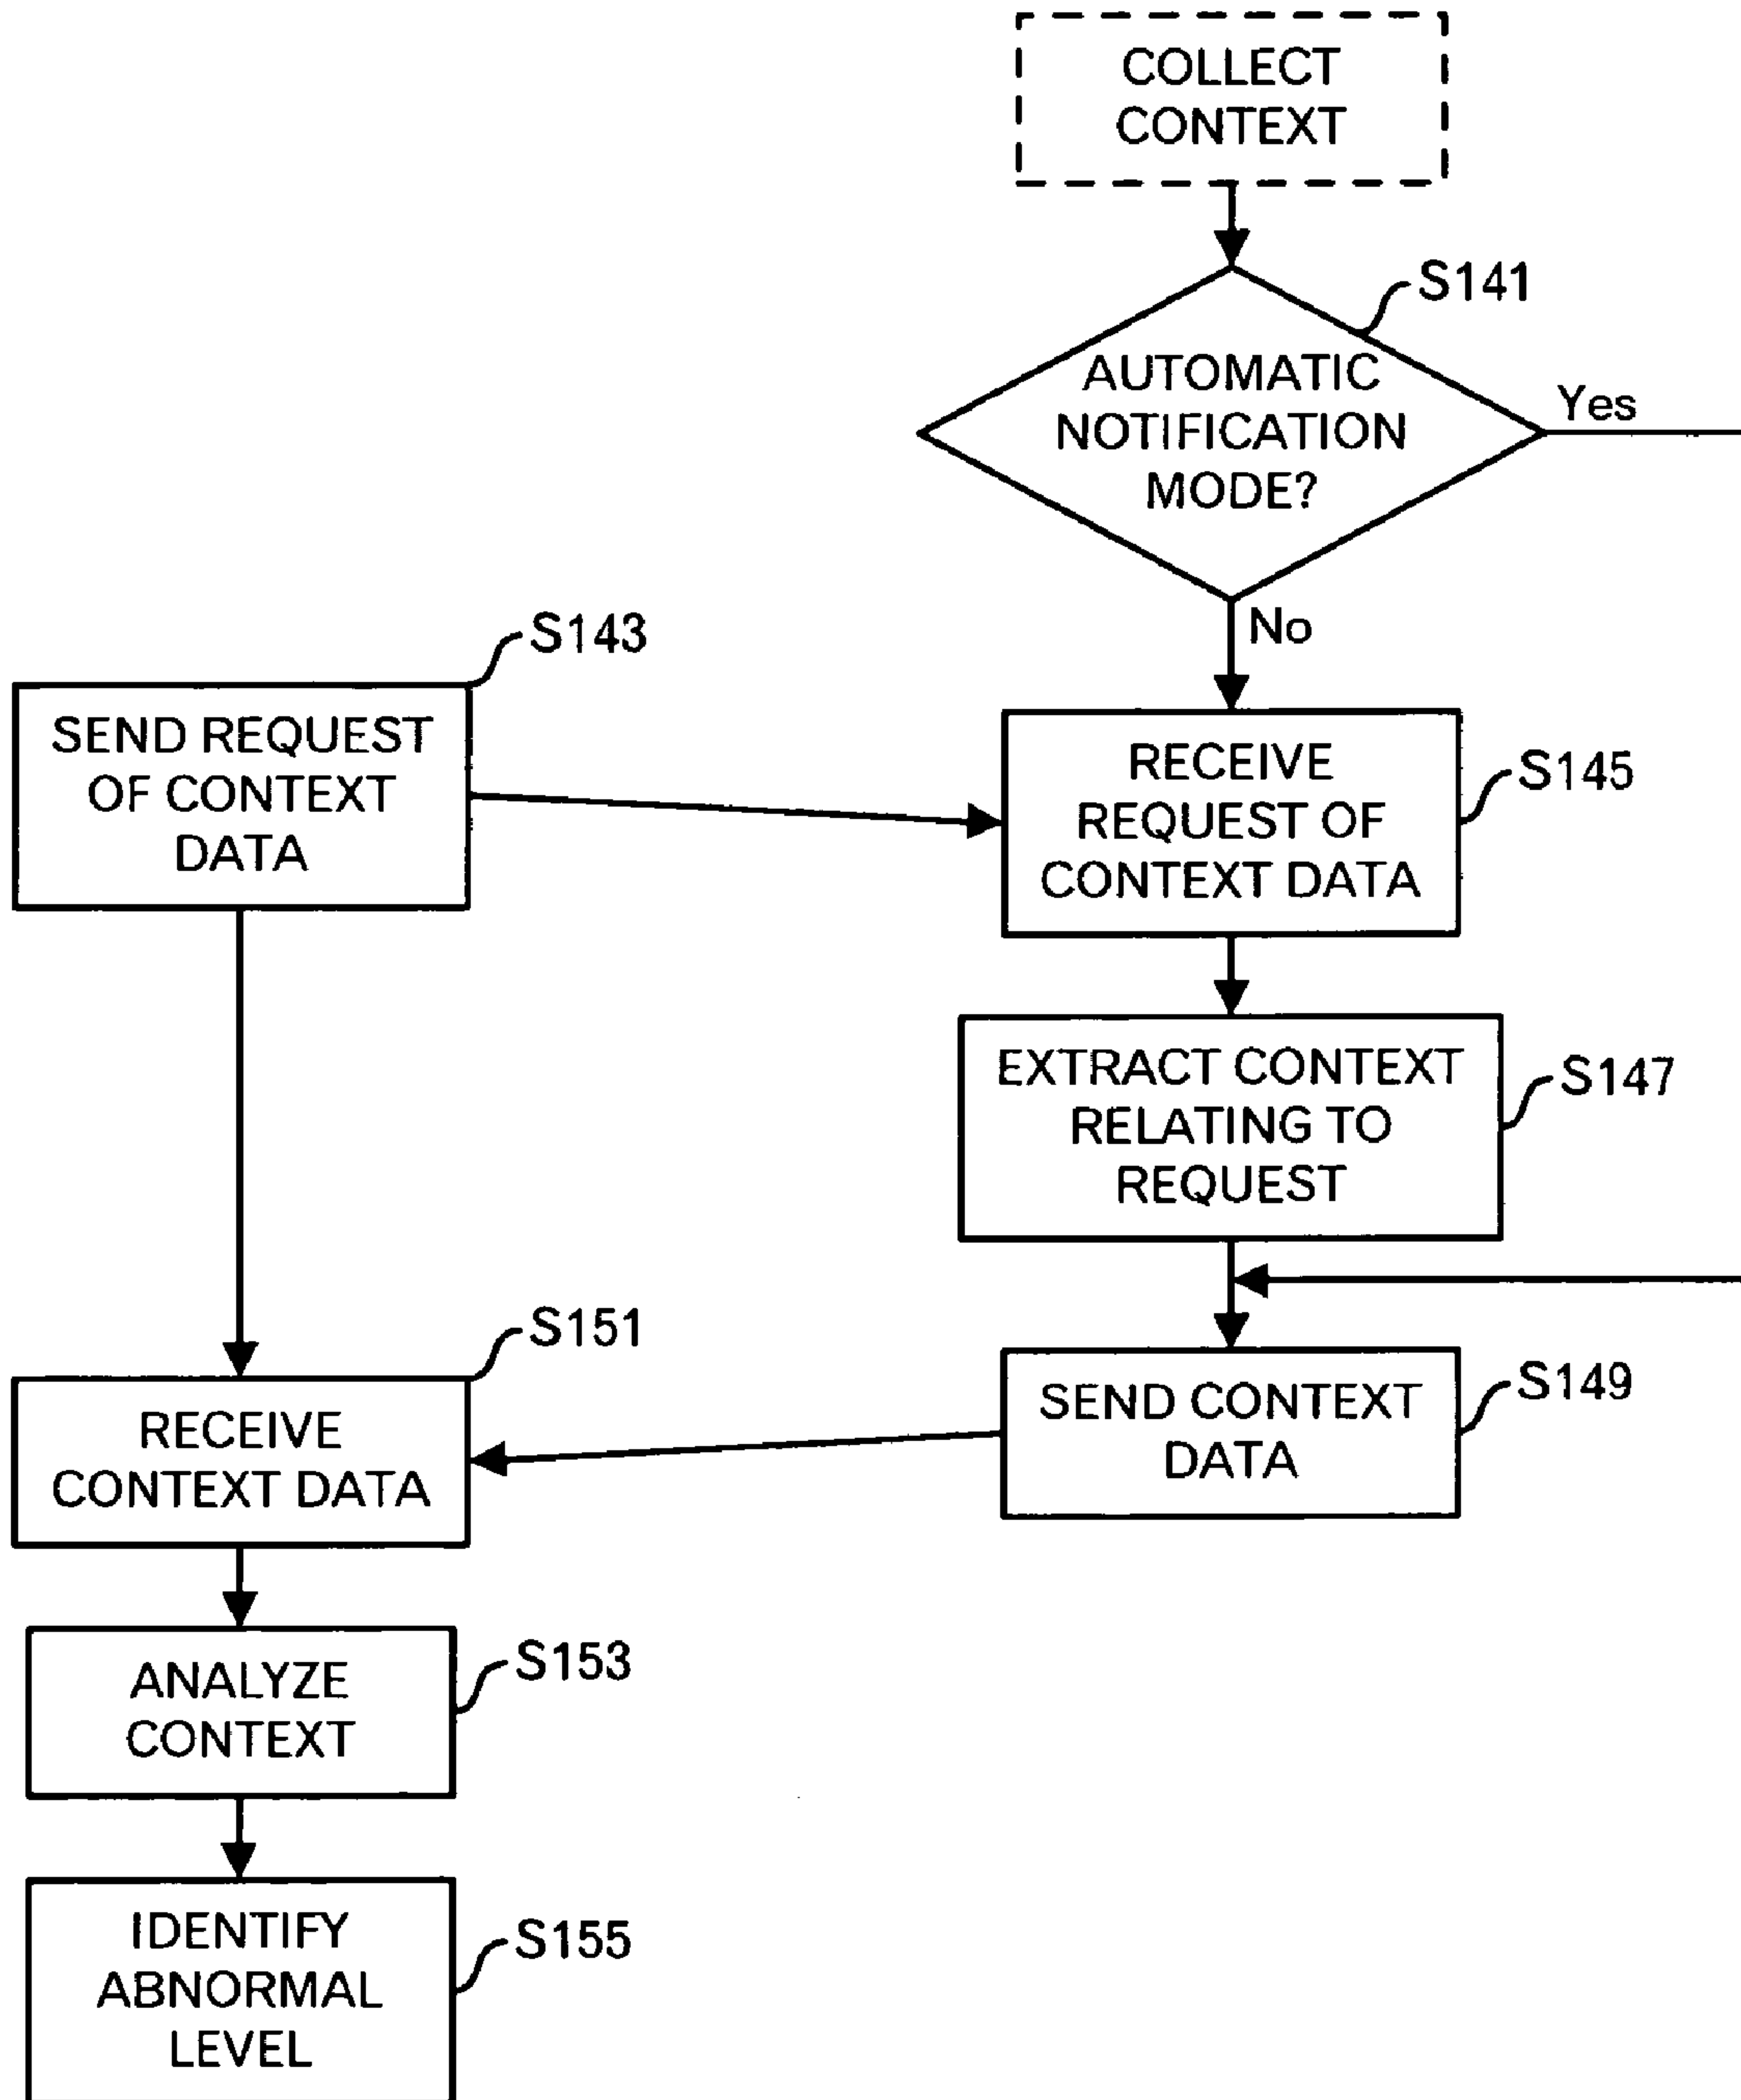 COLLECT
CONTEXT
S141
AUTOMATIC
NOTIFICATION
MODE?
Yes
No
S143
SEND REQUEST
OF CONTEXT
DATA
RECEIVE
REQUEST OF
CONTEXT DATA
S145
EXTRACT CONTEXT
RELATING TO
REQUEST
S147
S151
RECEIVE
CONTEXT DATA
SEND CONTEXT
DATA
S149
ANALYZE
CONTEXT
S153
IDENTIFY
ABNORMAL
LEVEL
S155